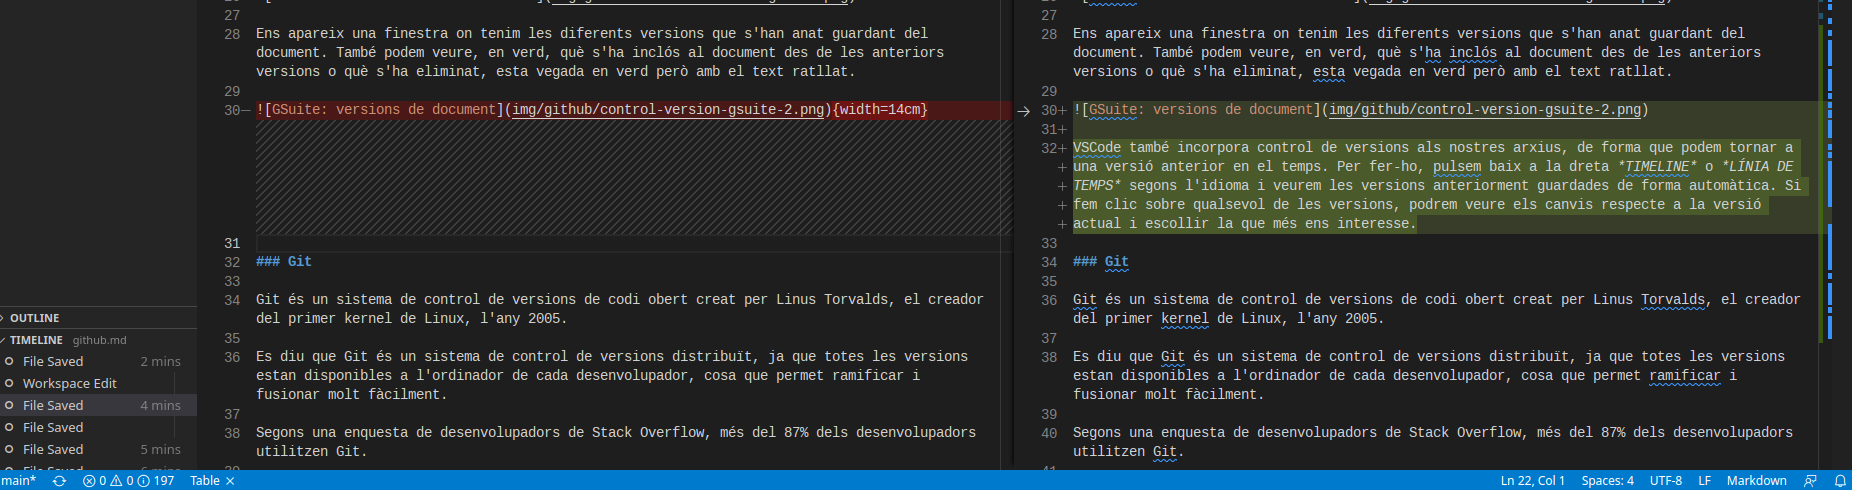 27
28 Ens apareix una finestra on tenim les diferents versions que s'han anat guardant del
document. També podem veure, en verd, què s'ha inclós al document des de les anteriors
versions o què s'ha eliminat, esta vegada en verd però amb el text ratllat.
29
30— ![GSuite: versions de document](img/github/control-version-gsuite-2.png){width=14cm}
31
32 ### Git
33
34 Git és un sistema de control de versions de codi obert creat per Linus Torvalds, el creador
del primer kernel de Linux, l'any 2005.
35
36 Es diu que Git és un sistema de control de versions distribuït, ja que totes les versions
estan disponibles a l'ordinador de cada desenvolupador, cosa que permet ramificar i
fusionar molt fàcilment.
37
38 Segons una enquesta de desenvolupadors de Stack Overflow, més del 87% dels desenvolupadors
utilitzen Git.
27
28 Ens apareix una finestra on tenim les diferents versions que s'han anat guardant del
document. També podem veure, en verd, què s'ha inclós al document des de les anteriors
versions o què s'ha eliminat, esta vegada en verd però amb el text ratllat.
29
→ 30+ ![GSuite: versions de document](img/github/control-version-gsuite-2.png)
31+
32+ VSCode també incorpora control de versions als nostres arxius, de forma que podem tornar a
+ una versió anterior en el temps. Per fer-ho, pulsem baix a la dreta *TIMELINE* o *LÍNIA DE
+ TEMPS* segons l'idioma i veurem les versions anteriorment guardades de forma automàtica. Si
+ fem clic sobre qualsevol de les versions, podrem veure els canvis respecte a la versió
+ actual i escollir la que més ens interesse.
33
34 ### Git
35
36 Git és un sistema de control de versions de codi obert creat per Linus Torvalds, el creador
del primer kernel de Linux, l'any 2005.
37
38 Es diu que Git és un sistema de control de versions distribuït, ja que totes les versions
estan disponibles a l'ordinador de cada desenvolupador, cosa que permet ramificar i
fusionar molt fàcilment.
39
40 Segons una enquesta de desenvolupadors de Stack Overflow, més del 87% dels desenvolupadors
utilitzen Git.
OUTLINE
TIMELINE github.md
File Saved 2 mins
Workspace Edit
File Saved 4 mins
File Saved
File Saved 5 mins
main* 0 0 197 Table × Ln 22, Col 1 Spaces: 4 UTF-8 LF Markdown